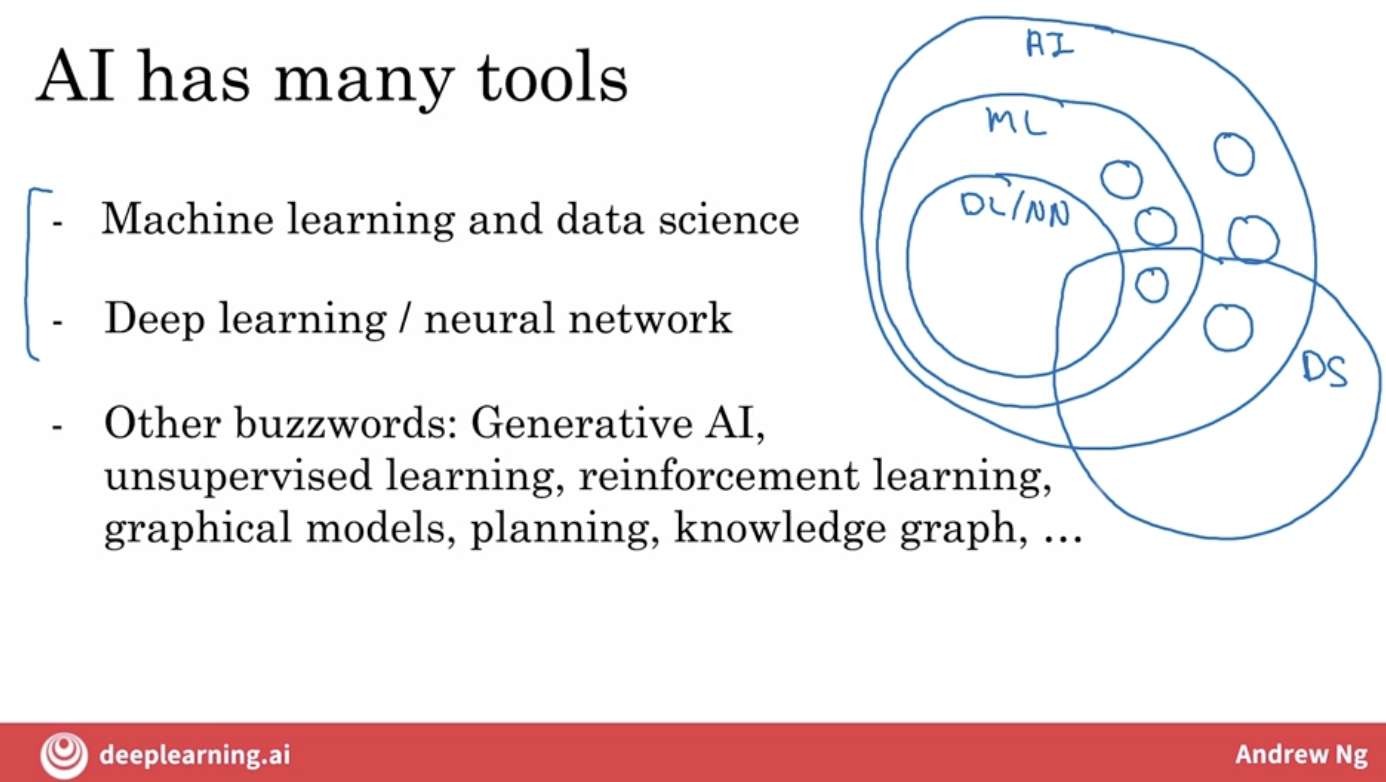 AI has many tools
- Machine learning and data science
- Deep learning / neural network
- Other buzzwords: Generative AI,
unsupervised learning, reinforcement learning,
graphical models, planning, knowledge graph, ...
AI
ML
DL/NN
DS
deeplearning.ai
Andrew Ng